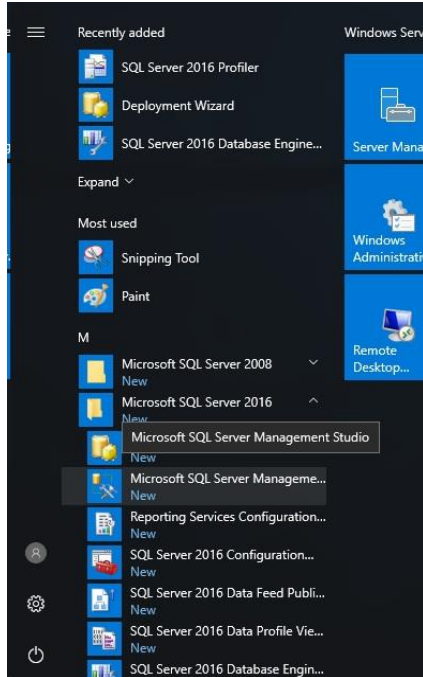 Recently added
SQL Server 2016 Profiler
Deployment Wizard
SQL Server 2016 Database Engine...
Expand
Most used
Snipping Tool
Paint
M
Microsoft SQL Server 2008
New
Microsoft SQL Server 2016
New
Microsoft SQL Server Management Studio
New
Microsoft SQL Server Manageme...
New
Reporting Services Configuration...
New
SQL Server 2016 Configuration...
New
SQL Server 2016 Data Feed Publi...
New
SQL Server 2016 Data Profile Vie...
New
SQL Server 2016 Database Engin...
Windows Serv
Server Mana
Windows
Administrativ
Remote
Desktop...